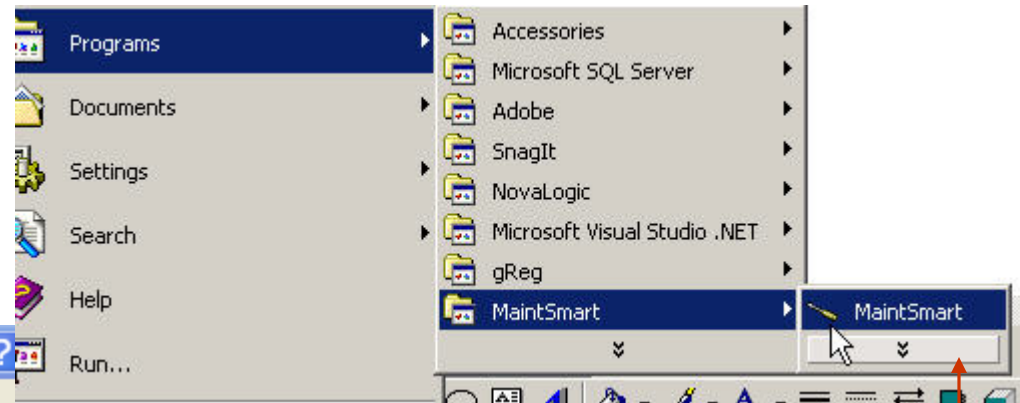 Programs
Documents
Settings
Search
Help
Run...
Accessories
Microsoft SQL Server
Adobe
SnagIt
NovaLogic
Microsoft Visual Studio .NET
gReg
MaintSmart
MaintSmart